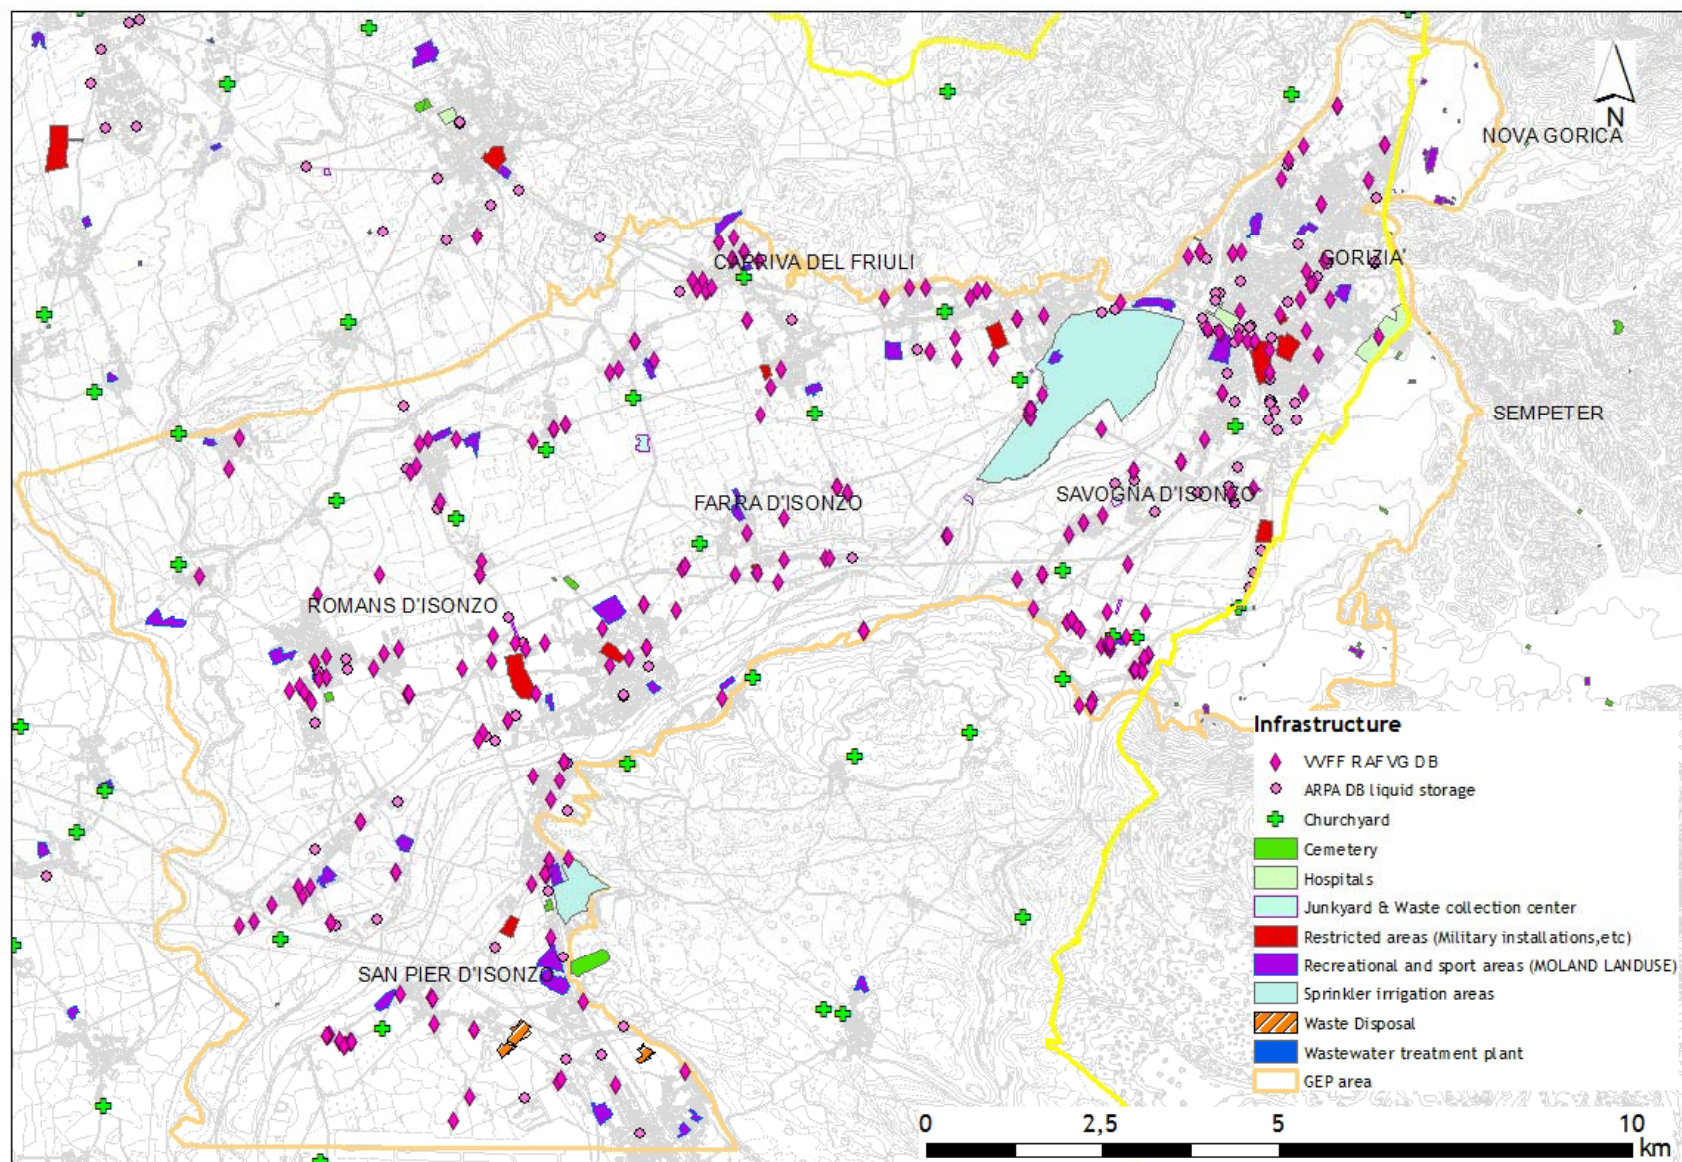 N
NOVA GORICA
CAPRIVA DEL FRIULI
GORIZIA
SEMPETER
FARRA D'ISONZO
SAVOGNA D'ISONZO
ROMANS D'ISONZO
SAN PIER D'ISONZO
Infrastructure
VVFF RAFVG DB
ARPA DB liquid storage
Churchyard
Cemetery
Hospitals
Junkyard & Waste collection center
Restricted areas (Military installations,etc)
Recreational and sport areas (MOLAND LANDUSE)
Sprinkler irrigation areas
Waste Disposal
Wastewater treatment plant
GEP area
0 2,5 5 10
km